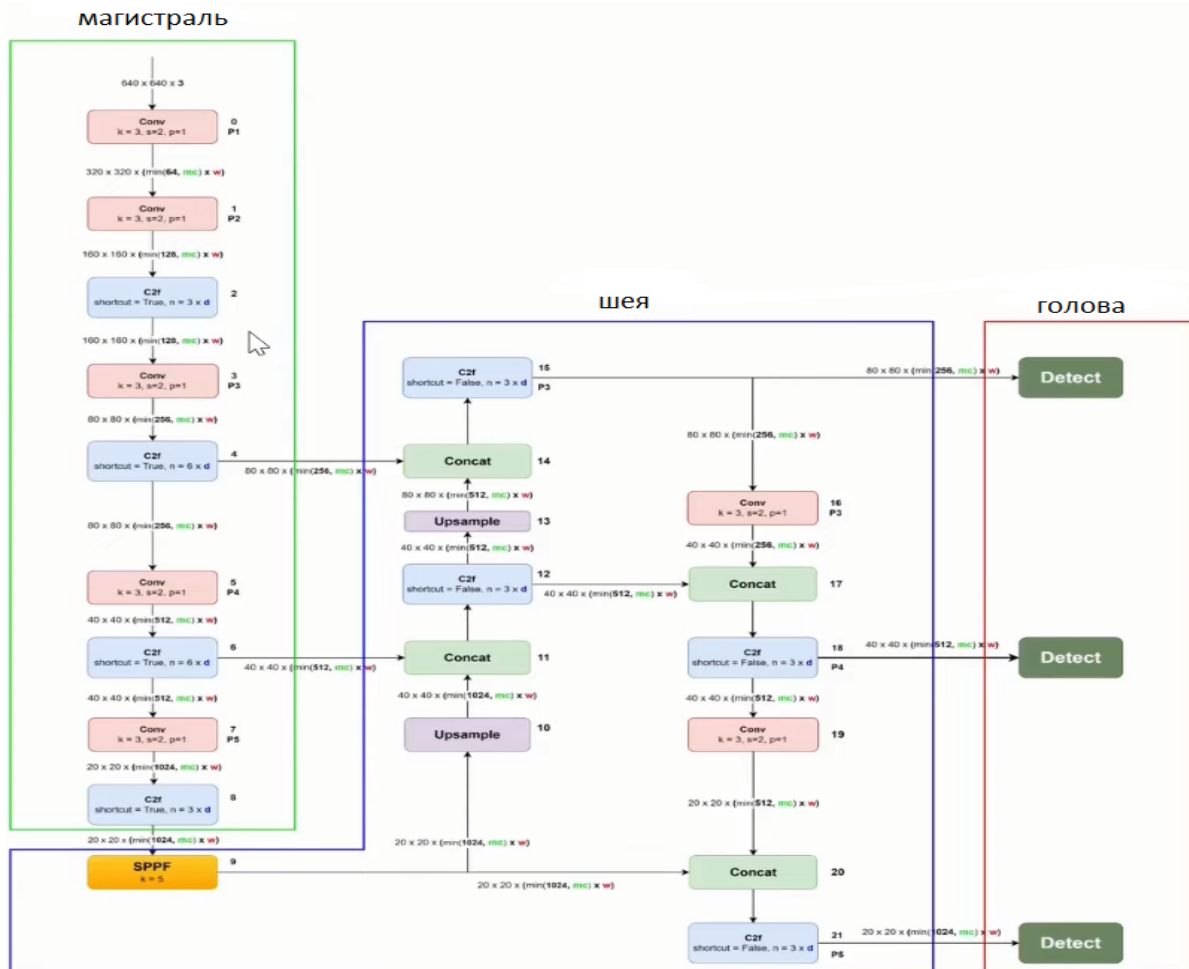 магистраль
640 x 640 x 3
Conv
k = 3, s=2, p=1
0
P1
320 x 320 x (min(64, mc) x w)
Conv
k = 3, s=2, p=1
1
P2
160 x 160 x (min(128, mc) x w)
C2f
shortcut = True, n = 3 x d
2
160 x 160 x (min(128, mc) x w)
Conv
k = 3, s=2, p=1
3
P3
80 x 80 x (min(256, mc) x w)
C2f
shortcut = True, n = 6 x d
4
80 x 80 x (min(256, mc) x w)
80 x 80 x (min(256, mc) x w)
Conv
k = 3, s=2, p=1
5
P4
40 x 40 x (min(512, mc) x w)
C2f
shortcut = True, n = 6 x d
6
40 x 40 x (min(512, mc) x w)
40 x 40 x (min(512, mc) x w)
Conv
k = 3, s=2, p=1
7
P5
20 x 20 x (min(1024, mc) x w)
C2f
shortcut = True, n = 3 x d
8
20 x 20 x (min(1024, mc) x w)
SPPF
k = 5
9
шея
C2f
shortcut = False, n = 3 x d
15
P3
Concat
14
80 x 80 x (min(512, mc) x w)
Upsample
13
40 x 40 x (min(512, mc) x w)
C2f
shortcut = False, n = 3 x d
12
40 x 40 x (min(512, mc) x w)
Concat
11
40 x 40 x (min(1024, mc) x w)
Upsample
10
20 x 20 x (min(1024, mc) x w)
20 x 20 x (min(1024, mc) x w)
80 x 80 x (min(256, mc) x w)
80 x 80 x (min(256, mc) x w)
Conv
k = 3, s=2, p=1
16
P3
40 x 40 x (min(256, mc) x w)
Concat
17
C2f
shortcut = False, n = 3 x d
18
P4
40 x 40 x (min(512, mc) x w)
40 x 40 x (min(512, mc) x w)
Conv
k = 3, s=2, p=1
19
20 x 20 x (min(512, mc) x w)
Concat
20
C2f
shortcut = False, n = 3 x d
21
P5
20 x 20 x (min(1024, mc) x w)
голова
Detect
Detect
Detect